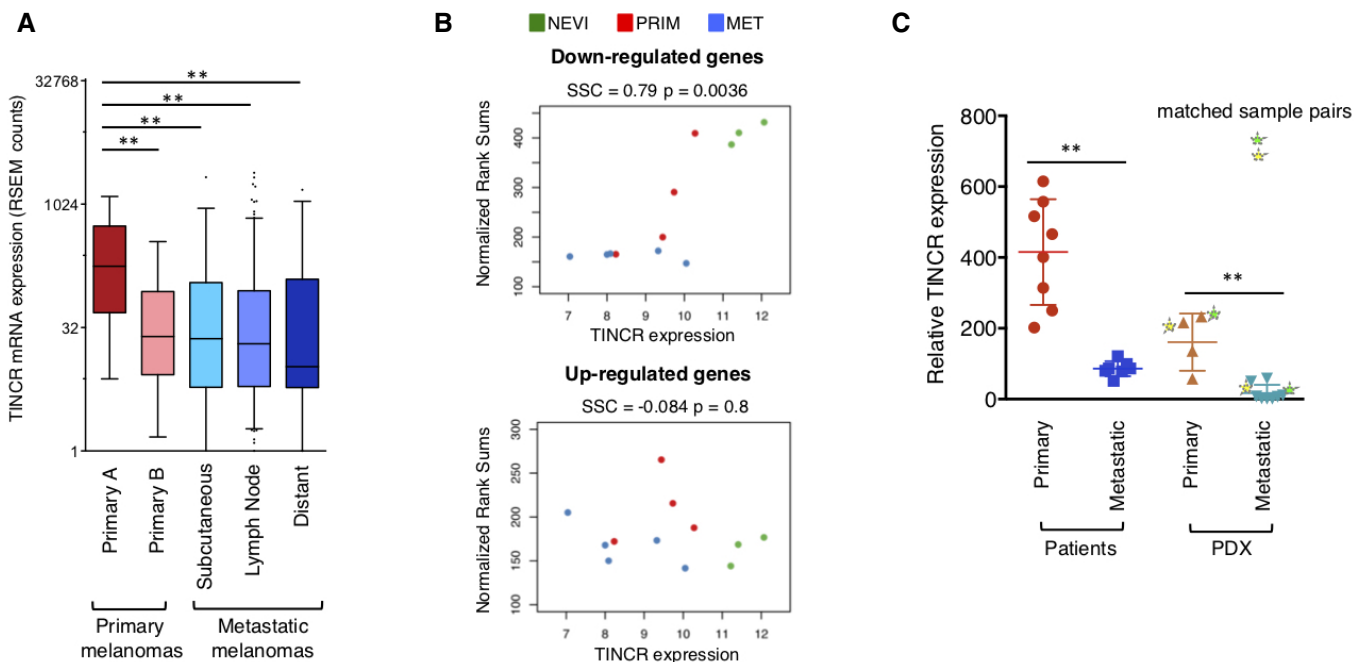 A
TINCR mRNA expression (RSEM counts)
32768
1024
32
1
**
**
**
**
Primary A
Primary B
Subcutaneous
Lymph Node
Distant
Primary
melanomas
Metastatic
melanomas
B
NEVI PRIM MET
Down-regulated genes
SSC = 0.79 p = 0.0036
Normalized Rank Sums
400
300
200
100
7 8 9 10 11 12
TINCR expression
Up-regulated genes
SSC = -0.084 p = 0.8
Normalized Rank Sums
300
250
200
150
100
7 8 9 10 11 12
TINCR expression
C
matched sample pairs
Relative TINCR expression
800
600
400
200
0
**
**
Primary
Metastatic
Primary
Metastatic
Patients
PDX